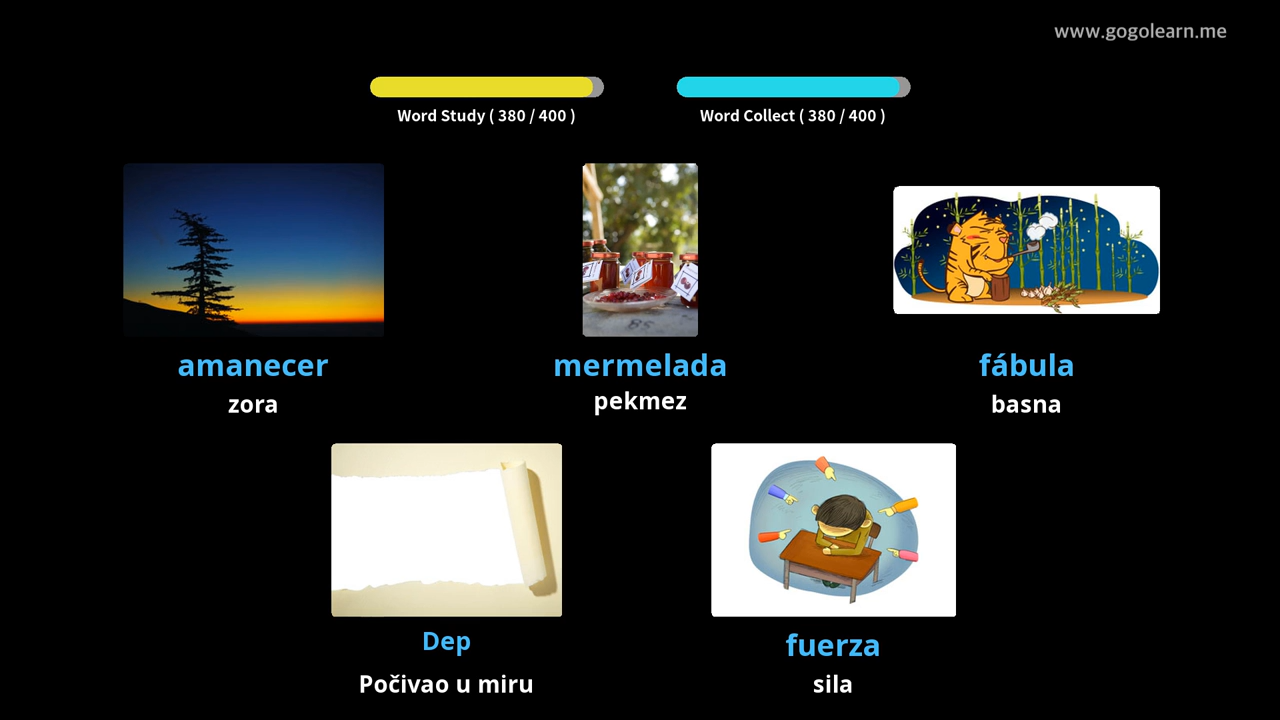 www.gogolearn.me
Word Study ( 380 / 400 )
Word Collect ( 380 / 400 )
amanecer
zora
mermelada
pekmez
fábula
basna
Dep
Počivao u miru
fuerza
sila